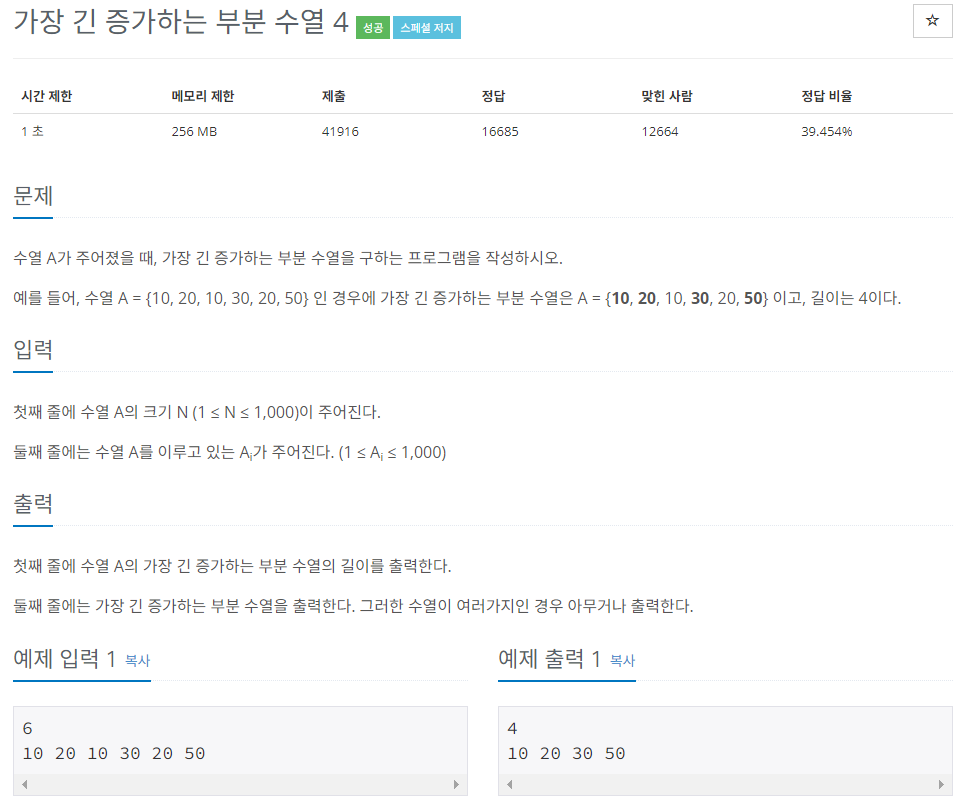 가장 긴 증가하는 부분 수열 4 성공 스페셜 저지
시간 제한 메모리 제한 제출 정답 맞힌 사람 정답 비율
1 초 256 MB 41916 16685 12664 39.454%
문제
수열 A가 주어졌을 때, 가장 긴 증가하는 부분 수열을 구하는 프로그램을 작성하시오.
예를 들어, 수열 A = {10, 20, 10, 30, 20, 50} 인 경우에 가장 긴 증가하는 부분 수열은 A = {10, 20, 10, 30, 20, 50} 이고, 길이는 4이다.
입력
첫째 줄에 수열 A의 크기 N (1 ≤ N ≤ 1,000)이 주어진다.
둘째 줄에는 수열 A를 이루고 있는 Aᵢ가 주어진다. (1 ≤ Aᵢ ≤ 1,000)
출력
첫째 줄에 수열 A의 가장 긴 증가하는 부분 수열의 길이를 출력한다.
둘째 줄에는 가장 긴 증가하는 부분 수열을 출력한다. 그러한 수열이 여러가지인 경우 아무거나 출력한다.
예제 입력 1 복사
6
10 20 10 30 20 50
예제 출력 1 복사
4
10 20 30 50